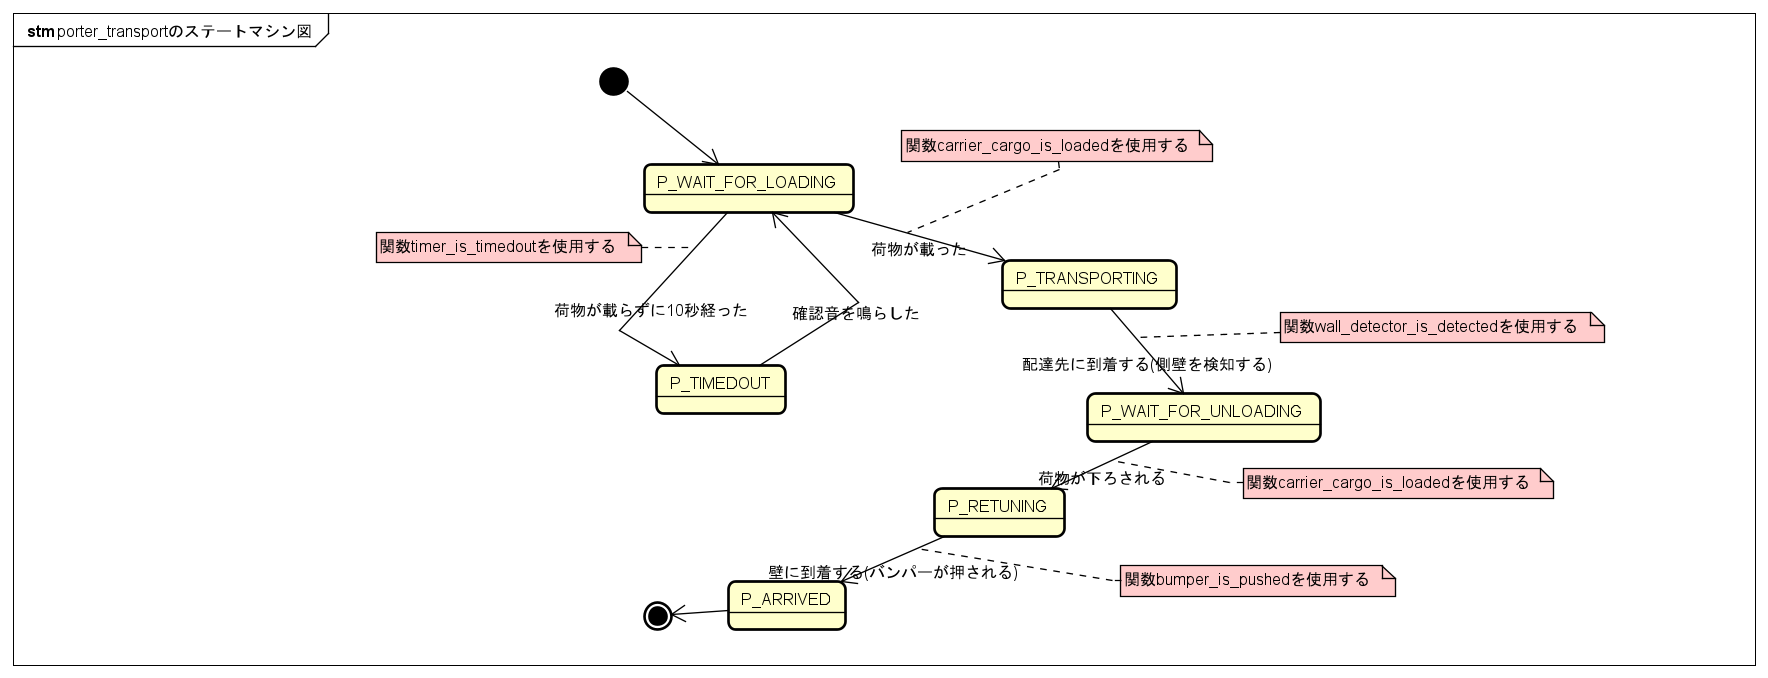 stm porter_transportのステートマシン図
関数carrier_cargo_is_loadedを使用する
P_WAIT_FOR_LOADING
関数timer_is_timedoutを使用する
荷物が載った
P_TRANSPORTING
荷物が載らずに10秒経った
確認音を鳴らした
関数wall_detector_is_detectedを使用する
配達先に到着する(側壁を検知する)
P_TIMEDOUT
P_WAIT_FOR_UNLOADING
荷物が下ろされる
関数carrier_cargo_is_loadedを使用する
P_RETUNING
壁に到着する(バンパーが押される)
関数bumper_is_pushedを使用する
P_ARRIVED